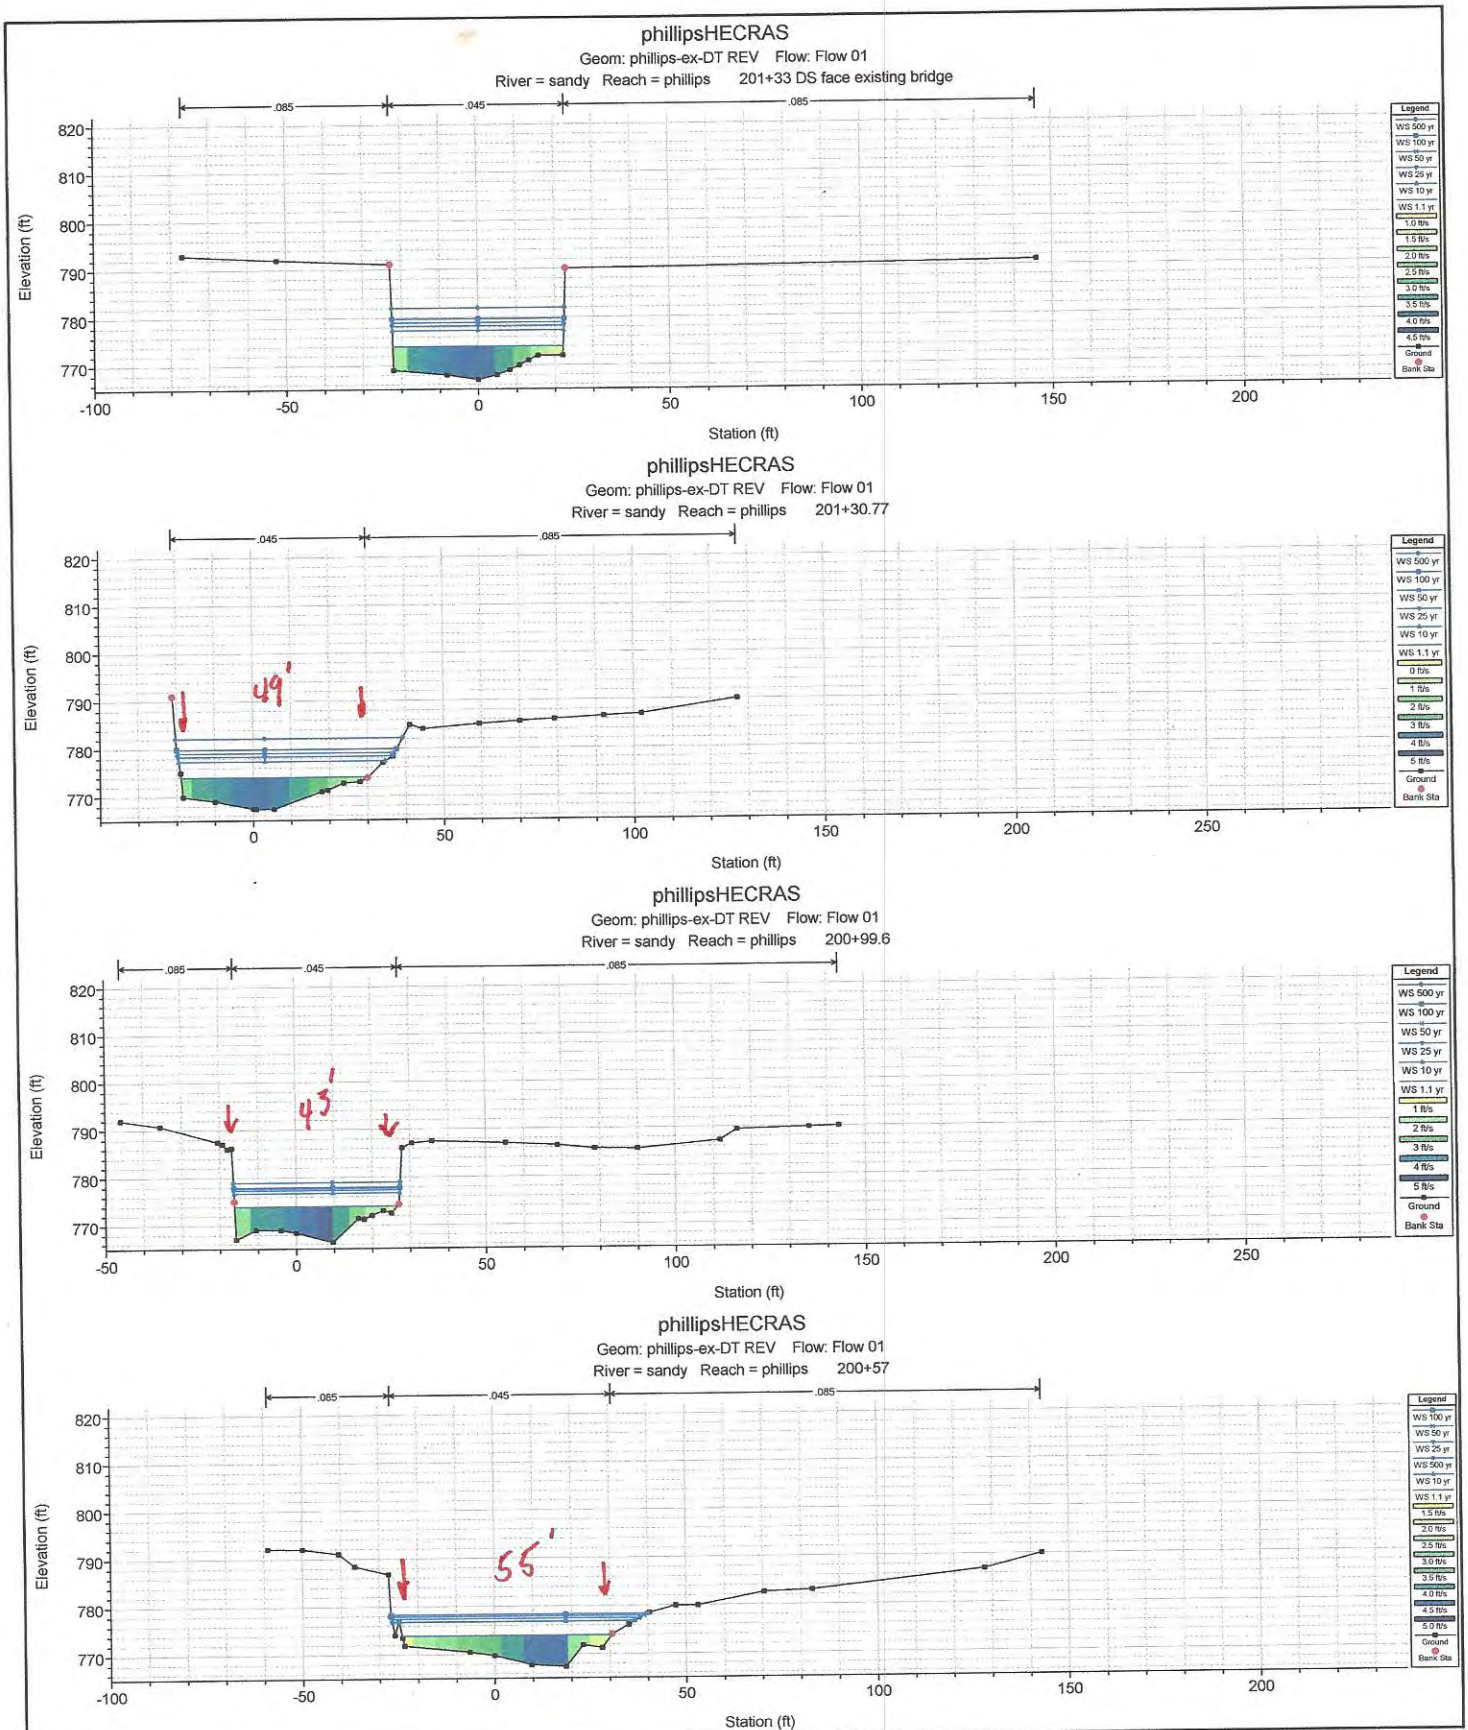 phillipsHECRAS
Geom: phillips-ex-DT REV Flow: Flow 01
River = sandy Reach = phillips 201+33 DS face existing bridge
.085 .045 .085
Elevation (ft)
820
810
800
790
780
770
-100 -50 0 50 100 150 200
Station (ft)
Legend
WS 500 yr
WS 100 yr
WS 50 yr
WS 25 yr
WS 10 yr
WS 1.1 yr
1.0 ft/s
1.5 ft/s
2.0 ft/s
2.5 ft/s
3.0 ft/s
3.5 ft/s
4.0 ft/s
4.5 ft/s
Ground
Bank Sta
phillipsHECRAS
Geom: phillips-ex-DT REV Flow: Flow 01
River = sandy Reach = phillips 201+30.77
.045 .085
Elevation (ft)
820
810
800
790
780
770
49'
0 50 100 150 200 250
Station (ft)
Legend
WS 500 yr
WS 100 yr
WS 50 yr
WS 25 yr
WS 10 yr
WS 1.1 yr
0 ft/s
1 ft/s
2 ft/s
3 ft/s
4 ft/s
5 ft/s
Ground
Bank Sta
phillipsHECRAS
Geom: phillips-ex-DT REV Flow: Flow 01
River = sandy Reach = phillips 200+99.6
.085 .045 .085
Elevation (ft)
820
810
800
790
780
770
43'
-50 0 50 100 150 200 250
Station (ft)
Legend
WS 500 yr
WS 100 yr
WS 50 yr
WS 25 yr
WS 10 yr
WS 1.1 yr
1 ft/s
2 ft/s
3 ft/s
4 ft/s
5 ft/s
Ground
Bank Sta
phillipsHECRAS
Geom: phillips-ex-DT REV Flow: Flow 01
River = sandy Reach = phillips 200+57
.085 .045 .085
Elevation (ft)
820
810
800
790
780
770
55'
-100 -50 0 50 100 150 200
Station (ft)
Legend
WS 100 yr
WS 50 yr
WS 25 yr
WS 500 yr
WS 10 yr
WS 1.1 yr
1.5 ft/s
2.0 ft/s
2.5 ft/s
3.0 ft/s
3.5 ft/s
4.0 ft/s
4.5 ft/s
5.0 ft/s
Ground
Bank Sta